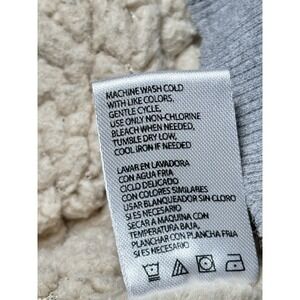 MACHINE WASH COLD
WITH LIKE COLORS,
GENTLE CYCLE,
USE ONLY NON-CHLORINE
BLEACH WHEN NEEDED,
TUMBLE DRY LOW,
COOL IRON IF NEEDED
LAVAR EN LAVADORA
CON AGUA FRIA
CICLO DELICADO
CON COLORES SIMILARES
USAR BLANQUEADOR SIN CLORO
SI ES NECESARIO
SECAR A MAQUINA CON
TEMPERATURA BAJA,
PLANCHAR CON PLANCHA FRIA
SI ES NECESARIO